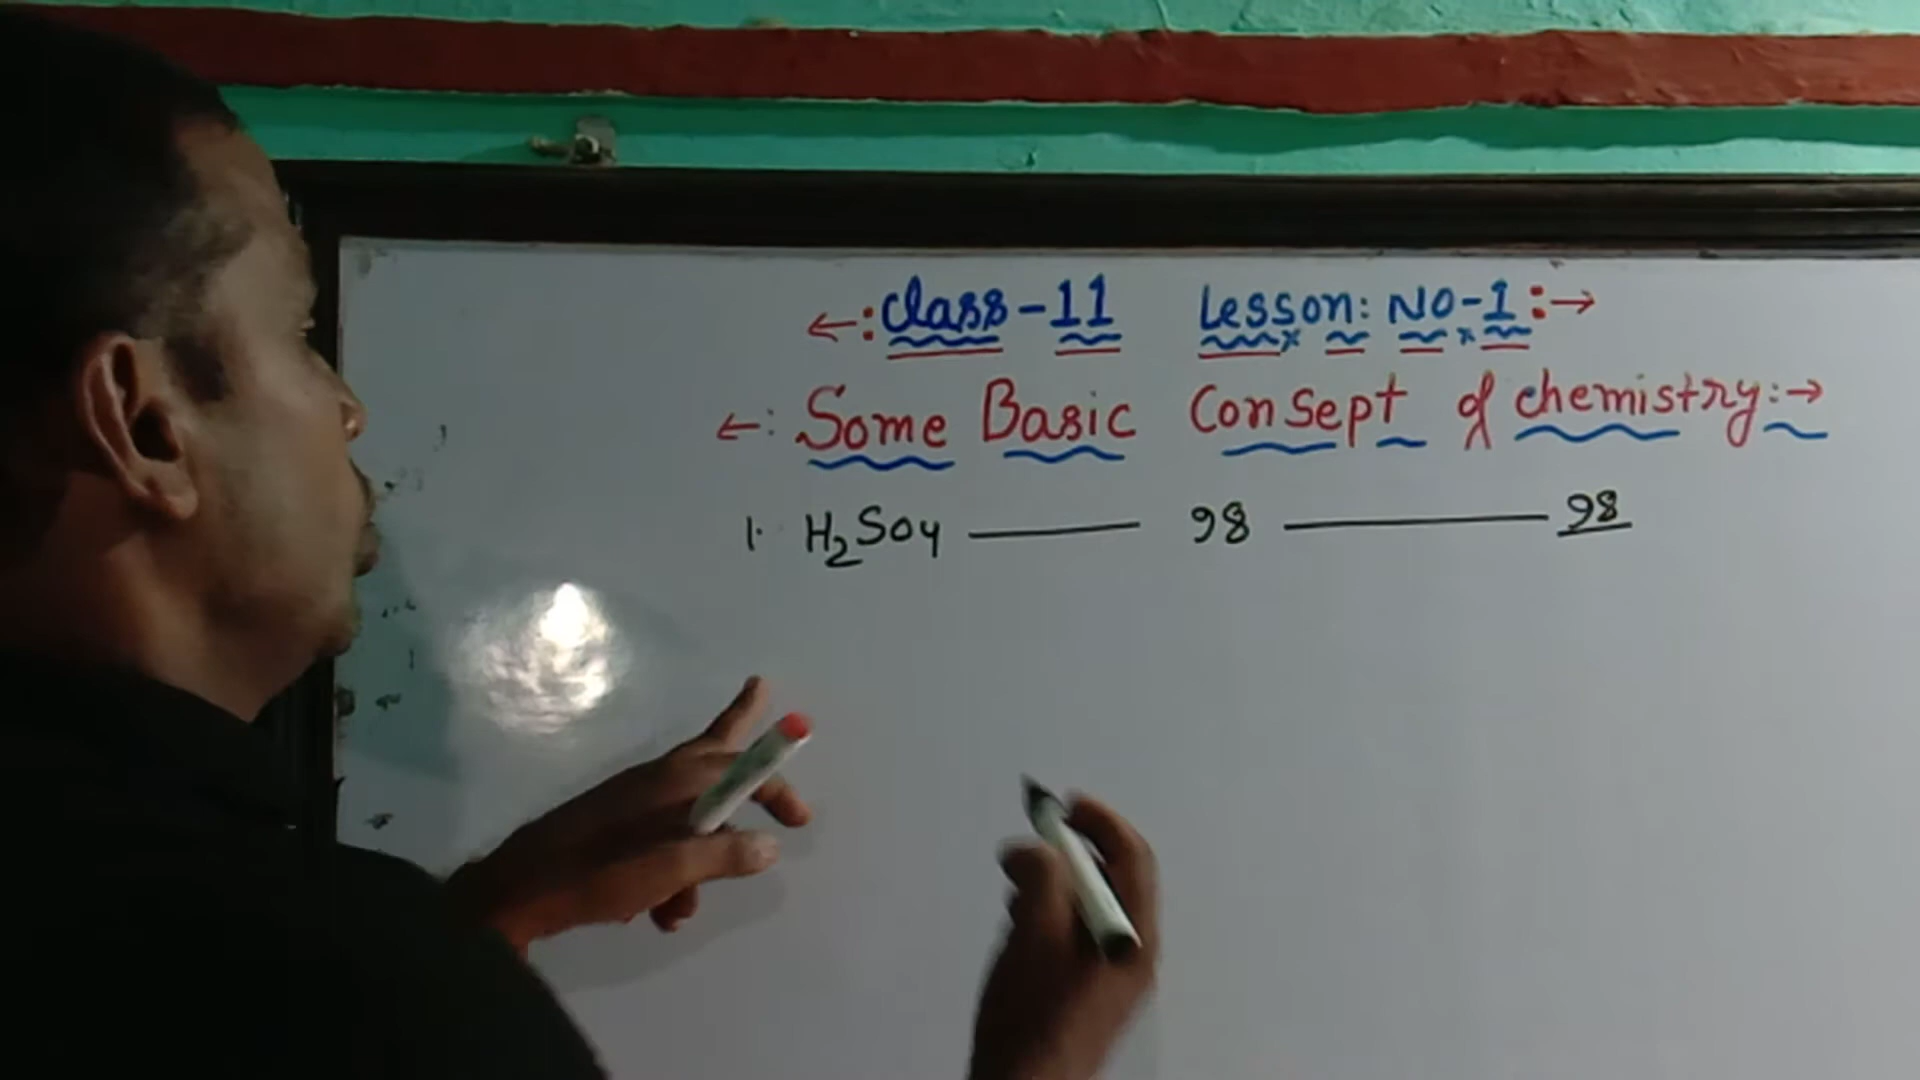 ←: Class-11 Lesson: NO-1:→
←: Some Basic Consept of chemistry:→
1. H₂SO4 —— 98 —— 98